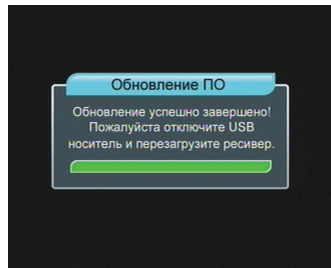 Обновление ПО
Обновление успешно завершено!
Пожалуйста отключите USB
носитель и перезагрузите ресивер.